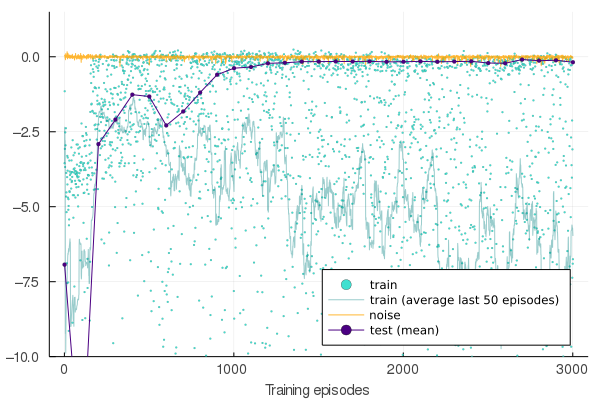 0.0
−2.5
−5.0
−7.5
−10.0
0
1000
2000
3000
Training episodes
train
train (average last 50 episodes)
noise
test (mean)